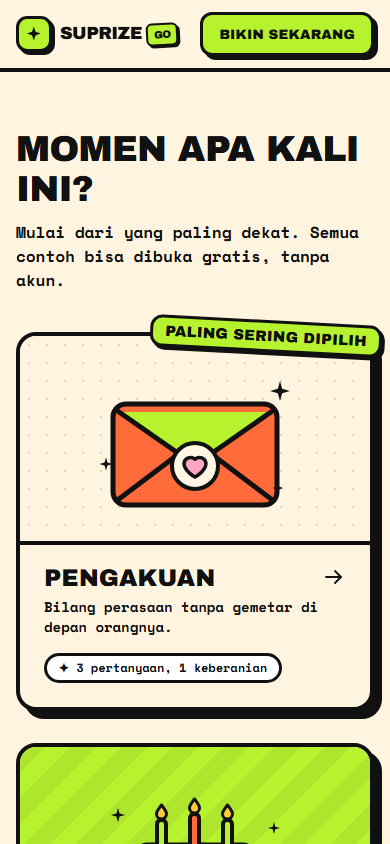 SUPRIZE GO
BIKIN SEKARANG
MOMEN APA KALI
INI?
Mulai dari yang paling dekat. Semua
contoh bisa dibuka gratis, tanpa
akun.
PALING SERING DIPILIH
PENGAKUAN
Bilang perasaan tanpa gemetar di
depan orangnya.
3 pertanyaan, 1 keberanian